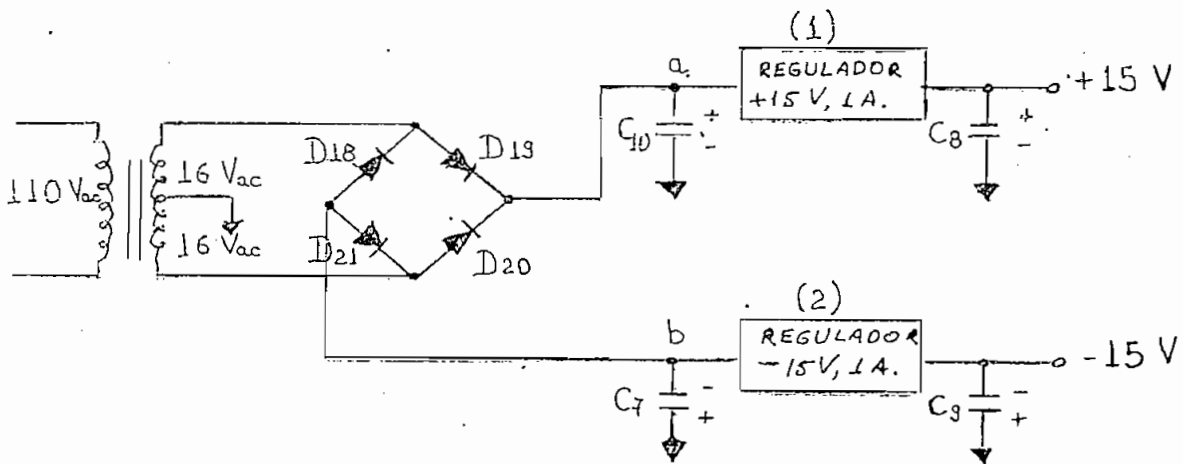 (1)
a.
REGULADOR
+15 V, 1 A.
+15 V
C10
+
-
C8
+
-
110 Vac
16 Vac
16 Vac
D18
D19
D21
D20
(2)
b
REGULADOR
-15V, 1 A.
-15 V
C7
-
+
C9
-
+